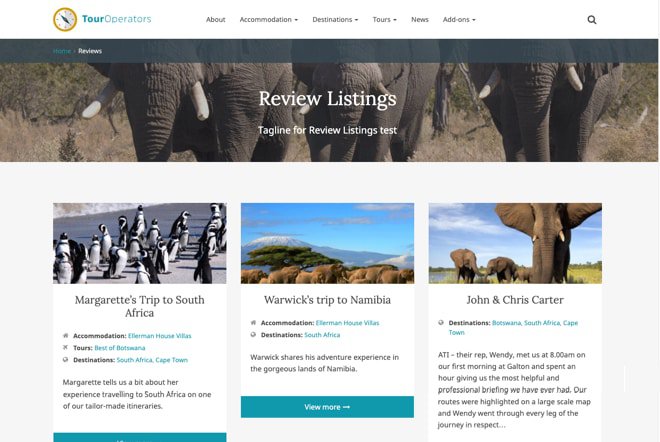 TourOperators
About Accommodation Destinations Tours News Add-ons
Home › Reviews
Review Listings
Tagline for Review Listings test
Margarette's Trip to South
Africa
Accommodation: Ellerman House Villas
Tours: Best of Botswana
Destinations: South Africa, Cape Town
Margarette tells us a bit about her
experience travelling to South Africa on one
of our tailor-made itineraries.
Warwick's trip to Namibia
Accommodation: Ellerman House Villas
Destinations: South Africa
Warwick shares his adventure experience in
the gorgeous lands of Namibia.
View more →
John & Chris Carter
Destinations: Botswana, South Africa, Cape
Town
ATI – their rep, Wendy, met us at 8.00am on
our first morning at Galton and spent an
hour giving us the most helpful and
professional briefing we have ever had. Our
routes were highlighted on a large scale map
and Wendy went through every leg of the
journey in respect…